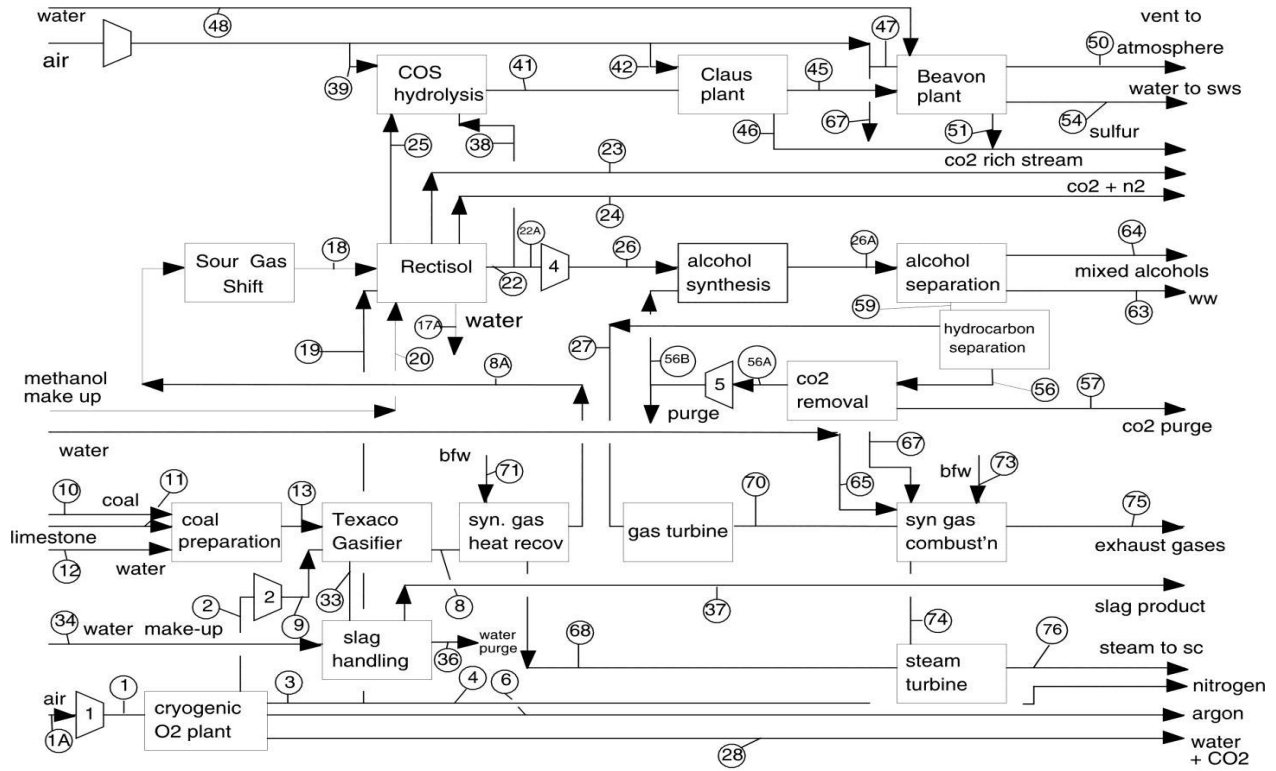 water
48
air
vent to
47
50
atmosphere
39
COS
hydrolysis
41
42
Claus
plant
45
Beavon
plant
water to sws
54
25
38
46
67
51
sulfur
23
co2 rich stream
24
co2 + n2
Sour Gas
Shift
18
Rectisol
22
22A
4
26
alcohol
synthesis
26A
alcohol
separation
64
mixed alcohols
63
ww
59
17A
water
19
20
27
hydrocarbon
separation
8A
56B
56A
5
co2
removal
56
57
methanol
make up
purge
co2 purge
water
bfw
71
65
67
bfw
73
10
coal
11
13
70
75
limestone
coal
preparation
Texaco
Gasifier
syn. gas
heat recov
gas turbine
syn gas
combust'n
exhaust gases
12
water
2
2
9
33
8
37
slag product
34
water make-up
slag
handling
36
water
purge
68
74
76
steam
turbine
steam to sc
air
1A
1
1
cryogenic
O2 plant
3
4
6
nitrogen
argon
28
water
+ CO2